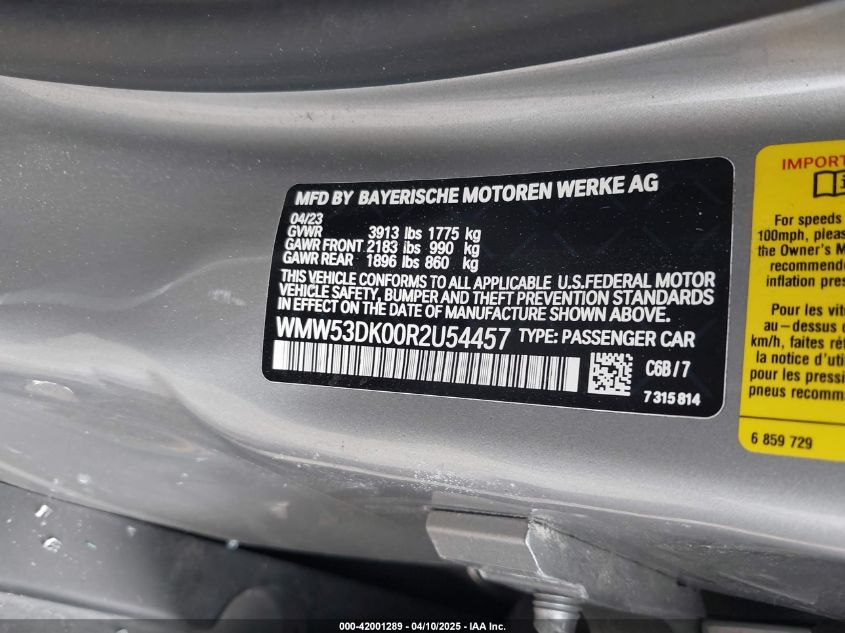 MFD BY BAYERISCHE MOTOREN WERKE AG
04/23
GVWR 3913 lbs 1775 kg
GAWR FRONT 2183 lbs 990 kg
GAWR REAR 1896 lbs 860 kg
THIS VEHICLE CONFORMS TO ALL APPLICABLE U.S.FEDERAL MOTOR
VEHICLE SAFETY, BUMPER AND THEFT PREVENTION STANDARDS
IN EFFECT ON THE DATE OF MANUFACTURE SHOWN ABOVE.
WMW53DK00R2U54457 TYPE: PASSENGER CAR
C6B/7
7 315 814
IMPORT
For speeds
100mph, please
the Owner's M
recommende
inflation pres
Pour les vite
au-dessus d
km/h, faites réf
la notice d'util
pour les pressi
pneus recomm
6 859 729
000-42001289 - 04/10/2025 - IAA Inc.